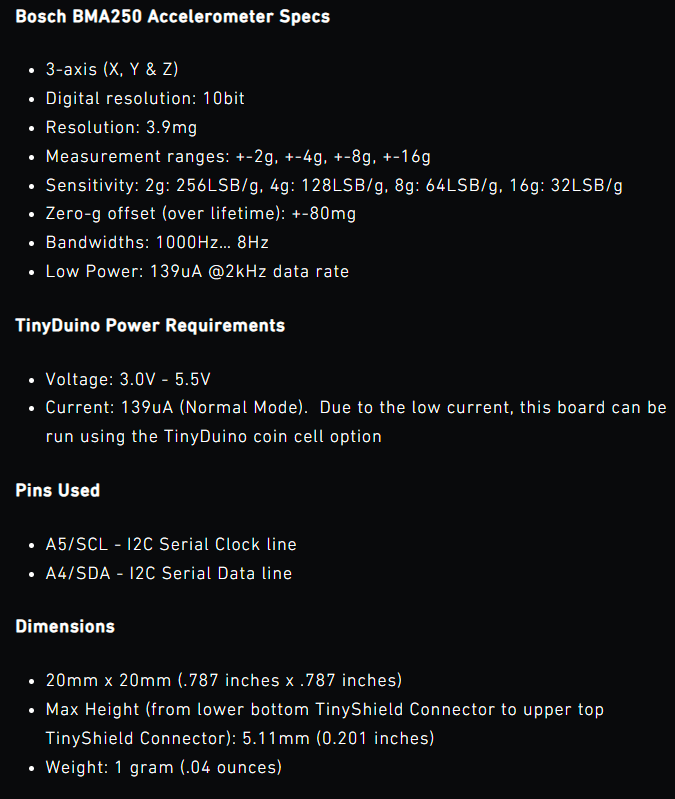 Bosch BMA250 Accelerometer Specs
• 3-axis (X, Y & Z)
• Digital resolution: 10bit
• Resolution: 3.9mg
• Measurement ranges: +-2g, +-4g, +-8g, +-16g
• Sensitivity: 2g: 256LSB/g, 4g: 128LSB/g, 8g: 64LSB/g, 16g: 32LSB/g
• Zero-g offset (over lifetime): +-80mg
• Bandwidths: 1000Hz… 8Hz
• Low Power: 139uA @2kHz data rate
TinyDuino Power Requirements
• Voltage: 3.0V - 5.5V
• Current: 139uA (Normal Mode).  Due to the low current, this board can be
run using the TinyDuino coin cell option
Pins Used
• A5/SCL - I2C Serial Clock line
• A4/SDA - I2C Serial Data line
Dimensions
• 20mm x 20mm (.787 inches x .787 inches)
• Max Height (from lower bottom TinyShield Connector to upper top
TinyShield Connector): 5.11mm (0.201 inches)
• Weight: 1 gram (.04 ounces)